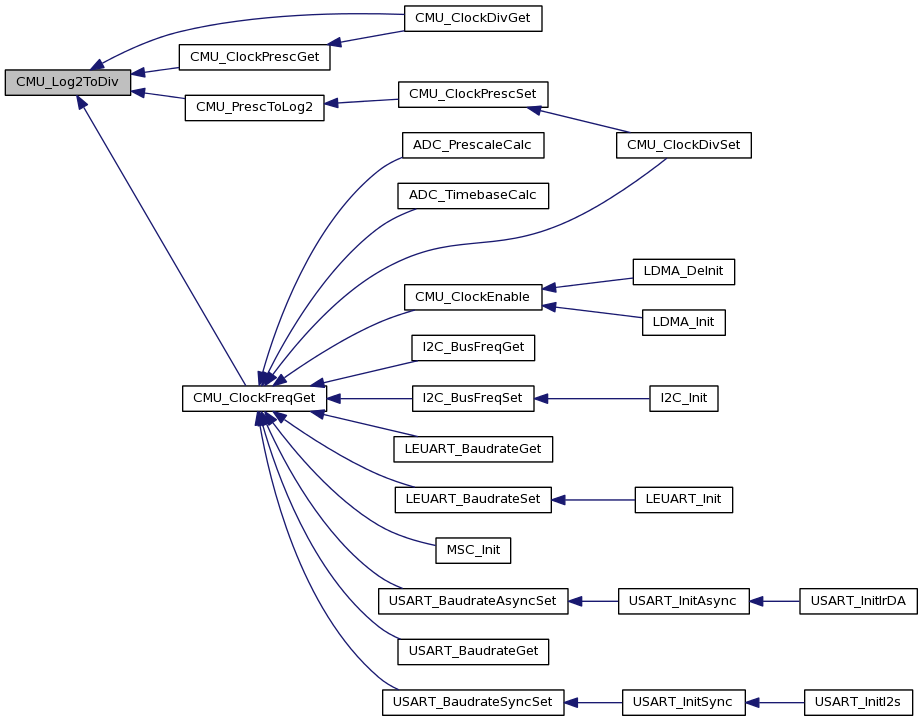 CMU_ClockDivGet
CMU_ClockPrescGet
CMU_Log2ToDiv
CMU_ClockPrescSet
CMU_PrescToLog2
ADC_PrescaleCalc
CMU_ClockDivSet
ADC_TimebaseCalc
LDMA_DeInit
CMU_ClockEnable
LDMA_Init
I2C_BusFreqGet
CMU_ClockFreqGet
I2C_BusFreqSet
I2C_Init
LEUART_BaudrateGet
LEUART_BaudrateSet
LEUART_Init
MSC_Init
USART_BaudrateAsyncSet
USART_InitAsync
USART_InitIrDA
USART_BaudrateGet
USART_BaudrateSyncSet
USART_InitSync
USART_InitI2s